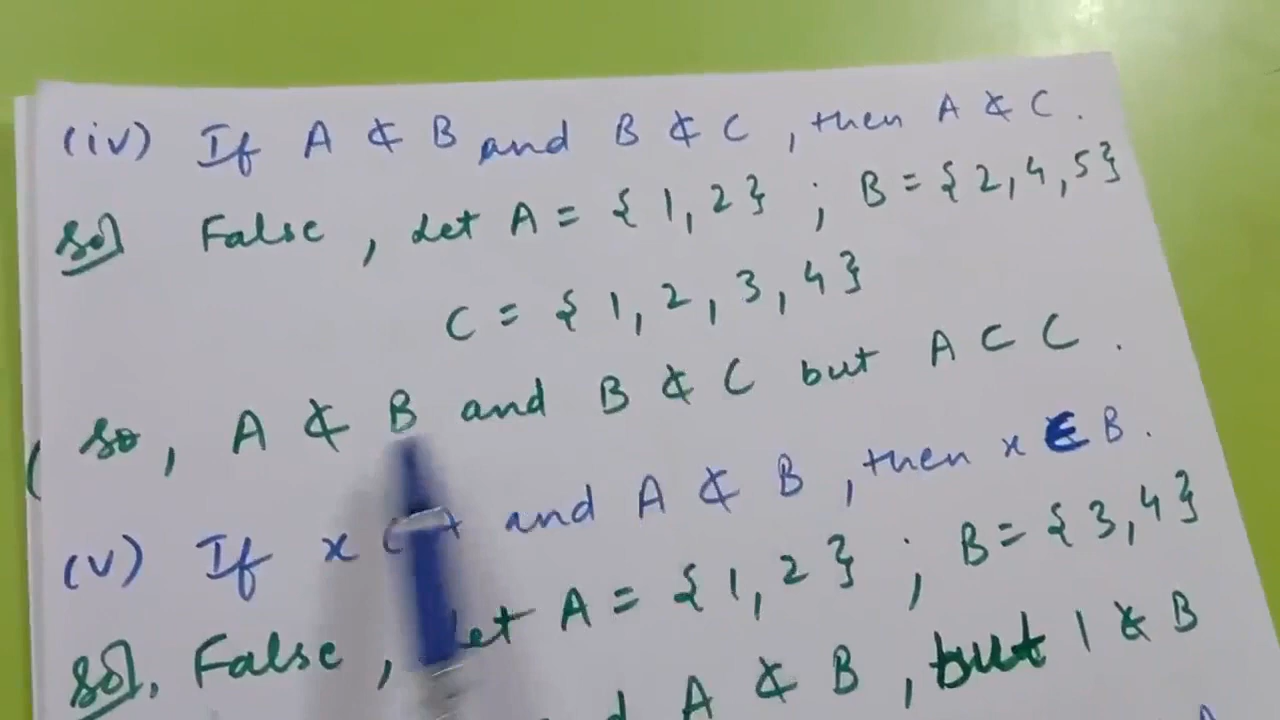 (iv) If A ⊄ B and B ⊄ C, then A ⊄ C.
Sol False, Let A = {1, 2} ; B = {2, 4, 5}
C = {1, 2, 3, 4}
So, A ⊄ B and B ⊄ C but A ⊂ C.
(v) If x and A ⊄ B, then x ∈ B.
Sol. False, Let A = {1, 2} ; B = {3, 4}
A ⊄ B, but 1 ∉ B